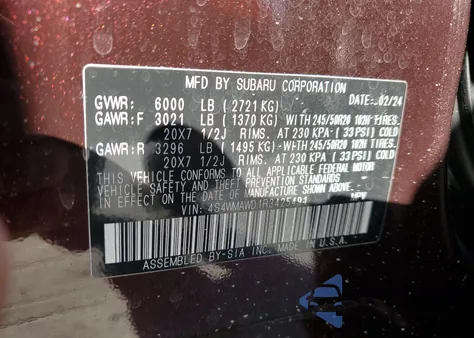 MFD BY SUBARU CORPORATION
GVWR: 6000 LB (2721 KG) 02/24
GAWR:F 3021 LB (1370 KG) WITH 245/50R20 102H TIRES,
20X7 1/2J RIMS, AT 230 KPA (33 PSI) COLD
GAWR:R 3296 LB (1495 KG) WITH 245/50R20 102H TIRES,
20X7 1/2J RIMS, AT 230 KPA (33 PSI) COLD
THIS VEHICLE CONFORMS TO ALL APPLICABLE FEDERAL MOTOR
VEHICLE SAFETY AND THEFT PREVENTION STANDARDS
IN EFFECT ON THE DATE OF MANUFACTURE SHOWN ABOVE.
VIN:
MPV
ASSEMBLED BY-SIA INC. MADE IN U.S.A.